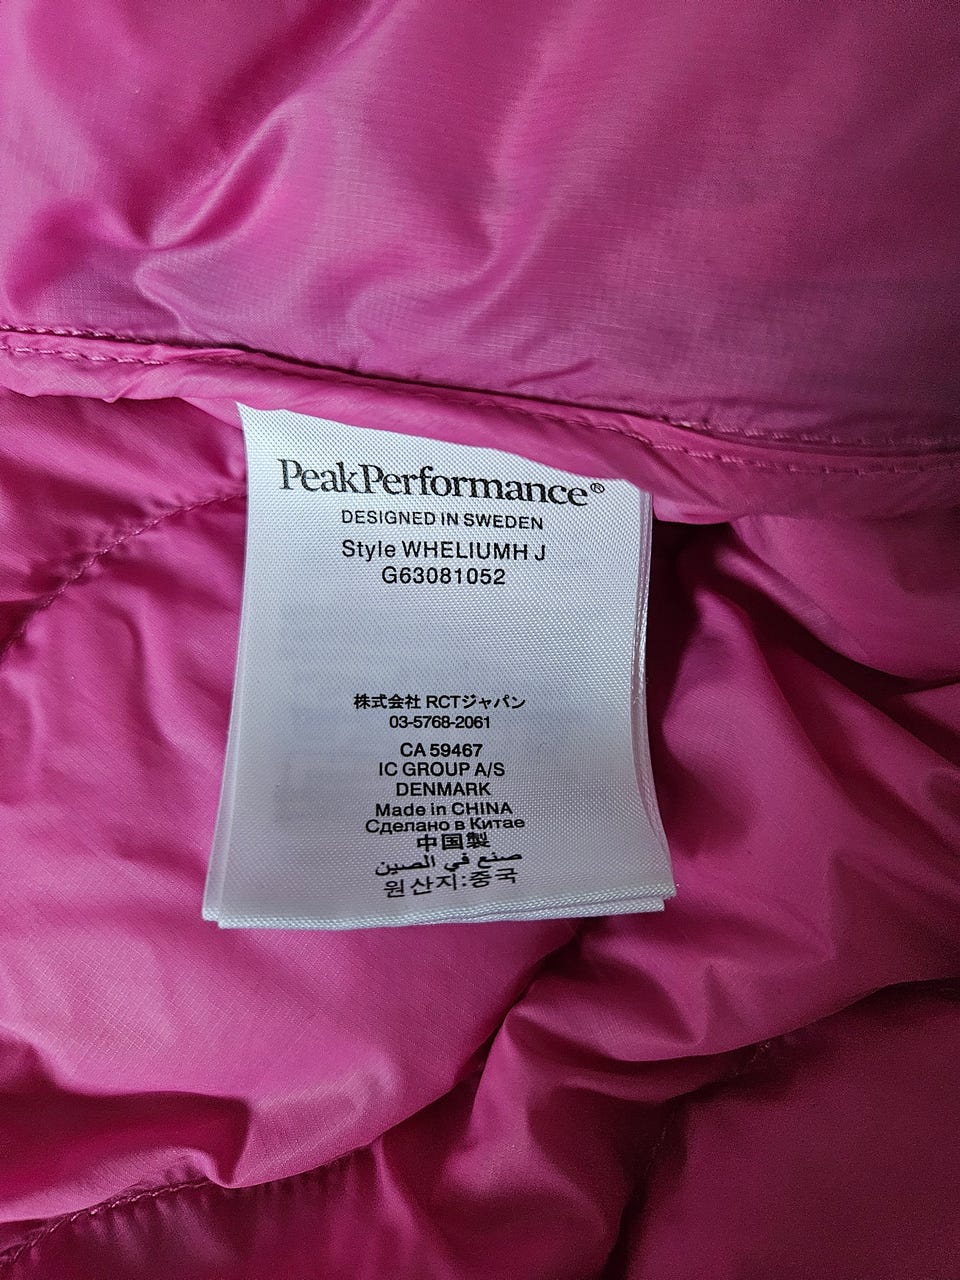 PeakPerformance®
DESIGNED IN SWEDEN
Style WHELIUMH J
G63081052
株式会社 RCTジャパン
03-5768-2061
CA 59467
IC GROUP A/S
DENMARK
Made in CHINA
Сделано в Китае
中国製
صنع في الصين
원산지:중국